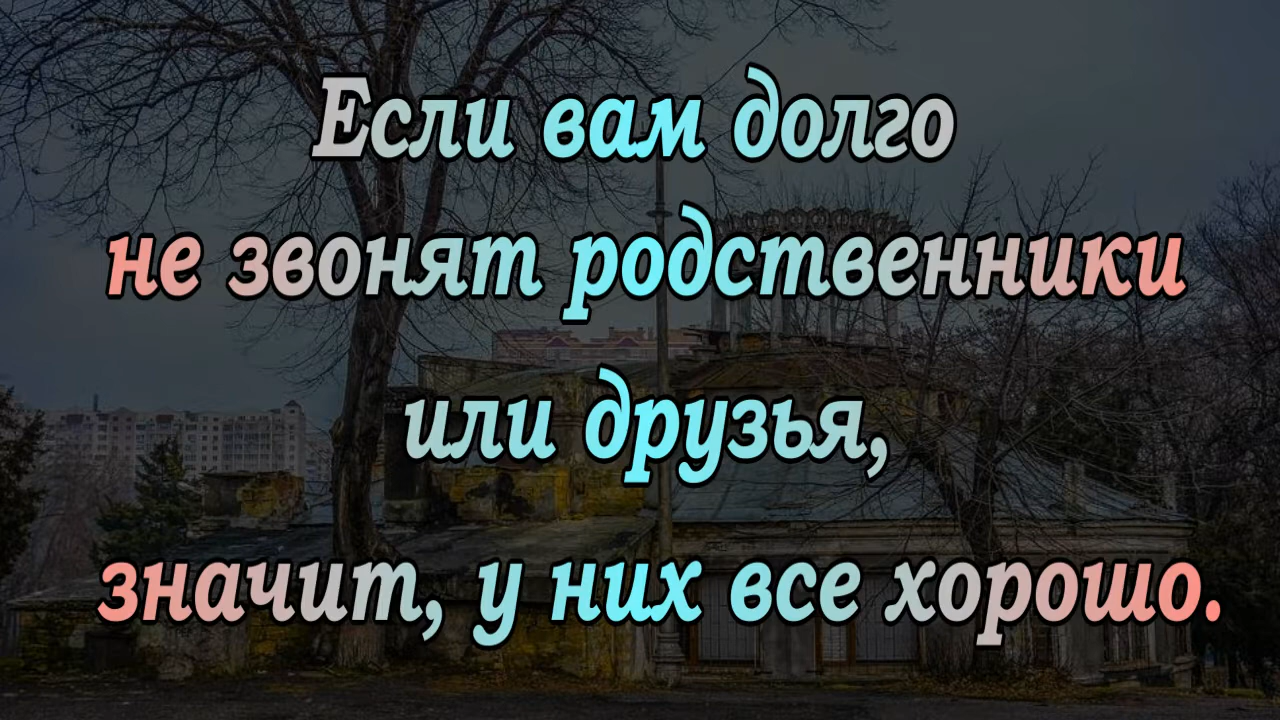 Если вам долго
не звонят родственники
или друзья,
значит, у них все хорошо.